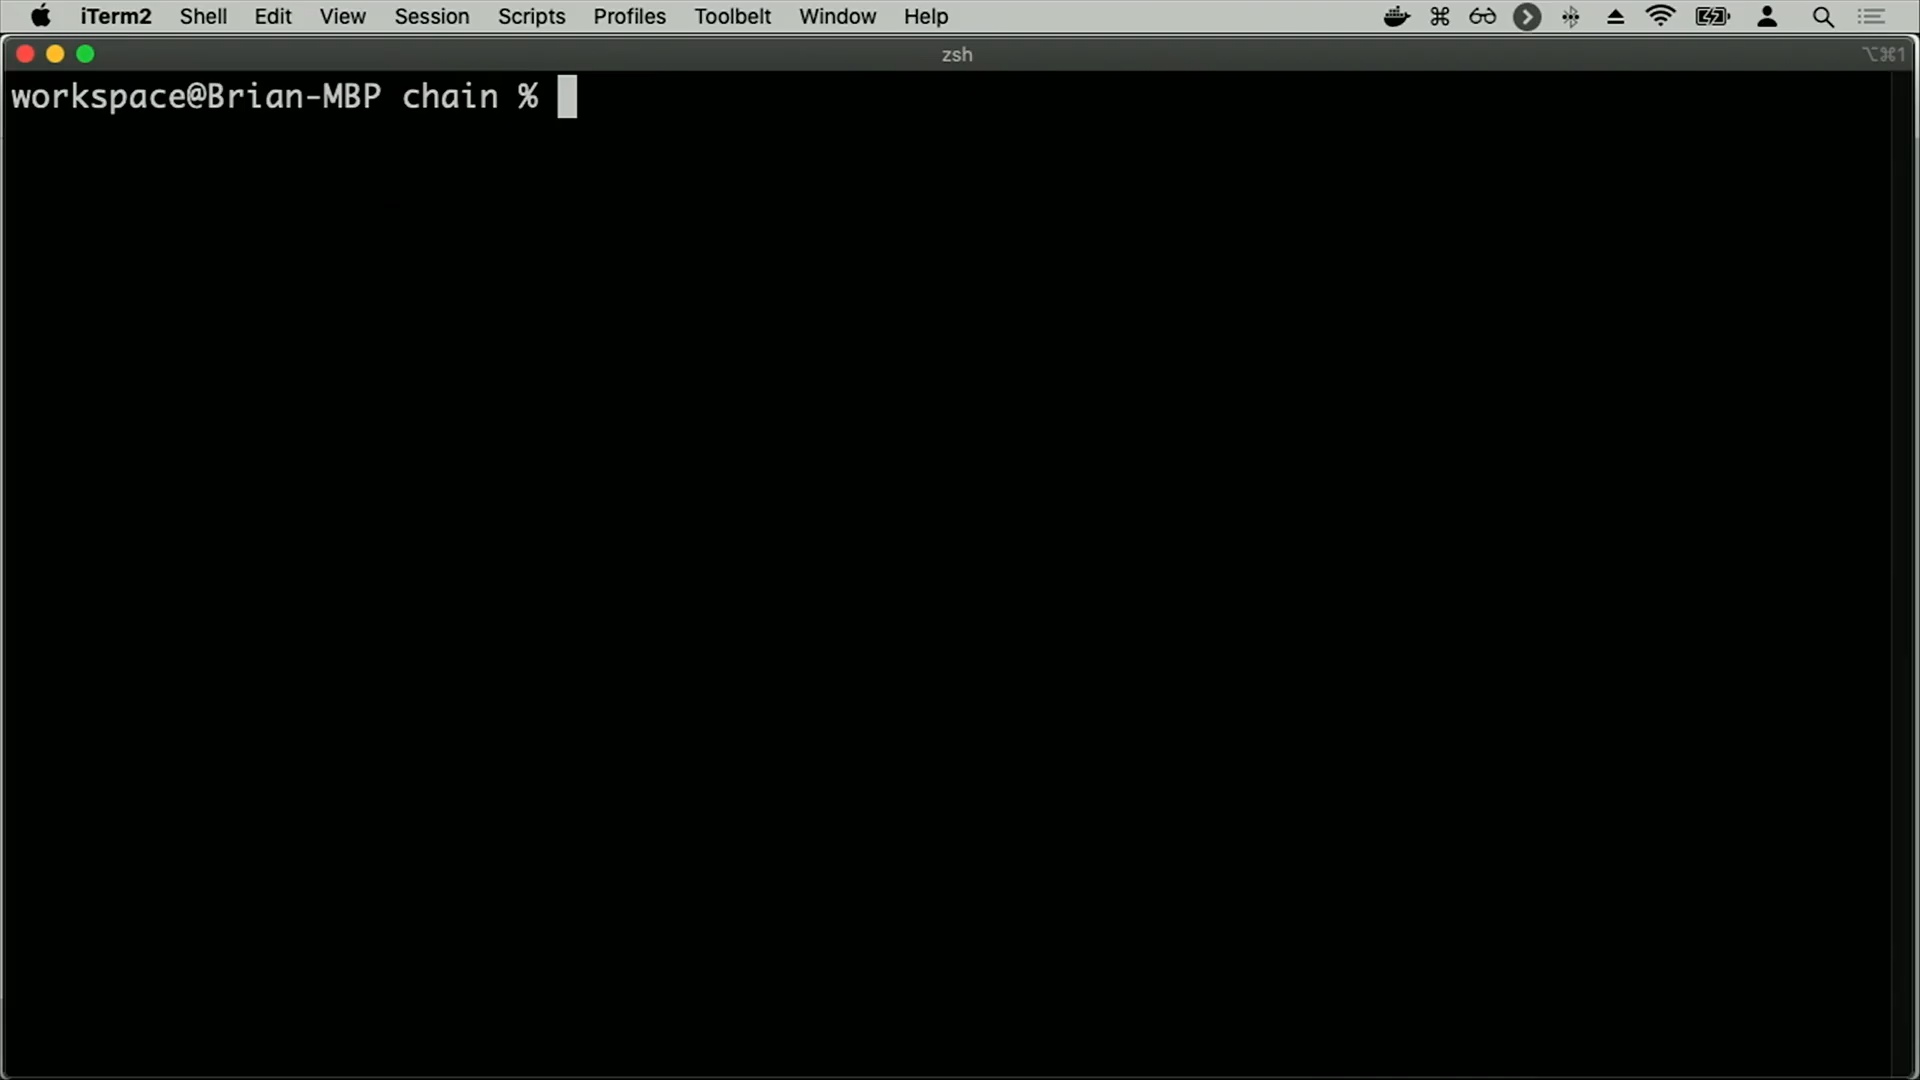 iTerm2 Shell Edit View Session Scripts Profiles Toolbelt Window Help
zsh ⌥⌘1
workspace@Brian-MBP chain %